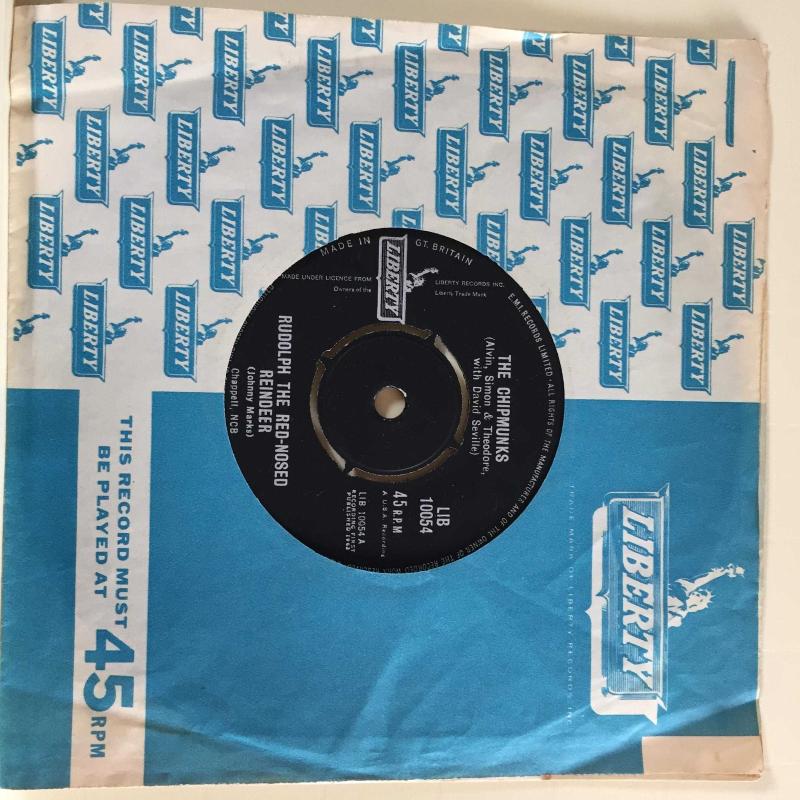 LIBERTY
MADE IN GT. BRITAIN
MADE UNDER LICENCE FROM LIBERTY RECORDS INC.
Owners of the Liberty Trade Mark
LIBERTY
E.M.I. RECORDS LIMITED · ALL RIGHTS OF THE MANUFACTURER AND OF THE OWNER OF THE RECORDED WORK RESERVED
THE CHIPMUNKS
(Alvin, Simon & Theodore,
with David Seville)
LIB
10054
45 R.P.M
A U.S.A. Recording
LIB 10054 A
RECORDING FIRST
PUBLISHED 1962
RUDOLPH THE RED-NOSED
REINDEER
(Johnny Marks)
Chappell, NCB
THIS RECORD MUST
BE PLAYED AT
45 RPM
LIBERTY
TRADE MARK OF LIBERTY RECORDS INC